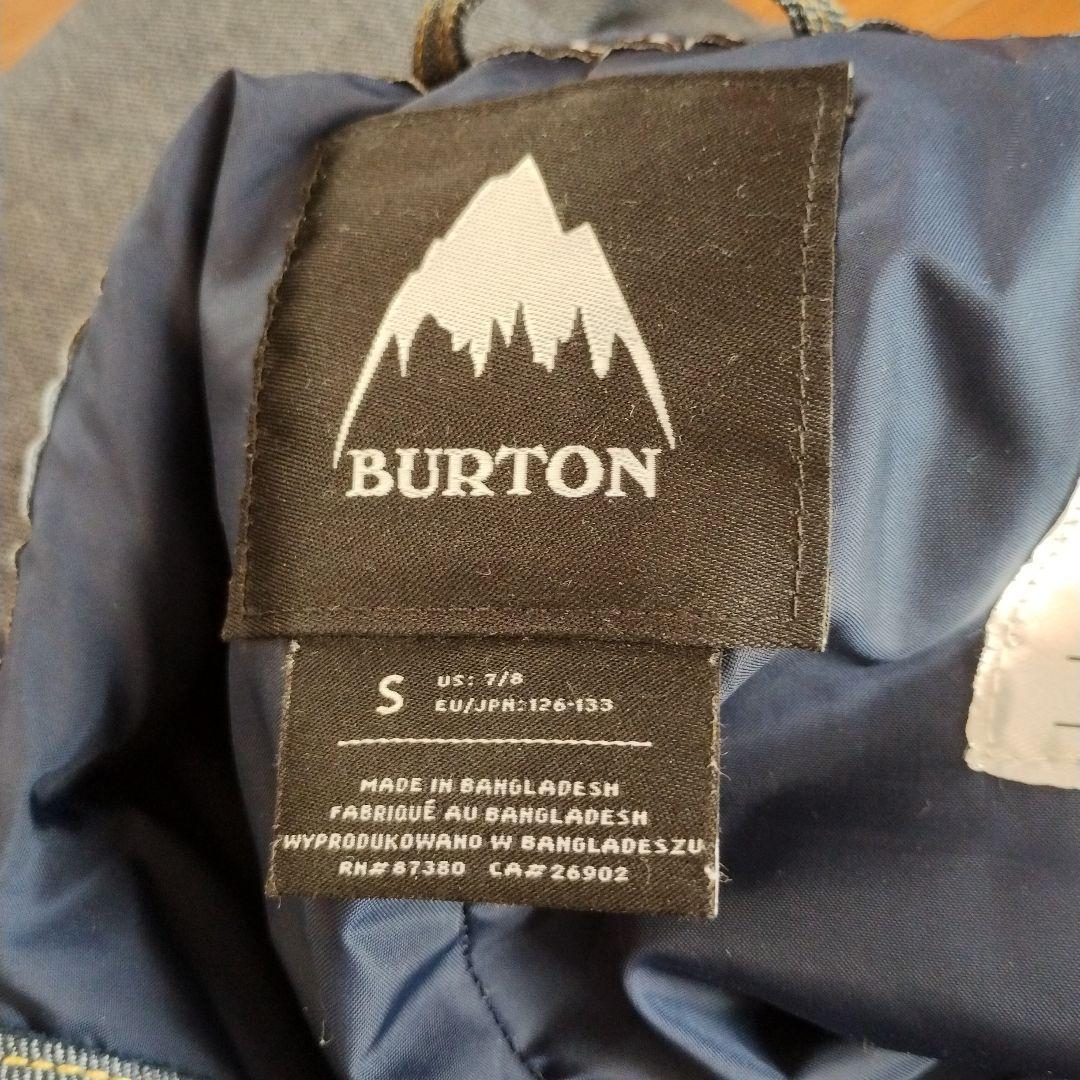 BURTON
S
US: 7/8
EU/JPN:126-133
MADE IN BANGLADESH
FABRIQUÉ AU BANGLADESH
WYPRODUKOWANO W BANGLADESZU
RN#87380 CA#26902